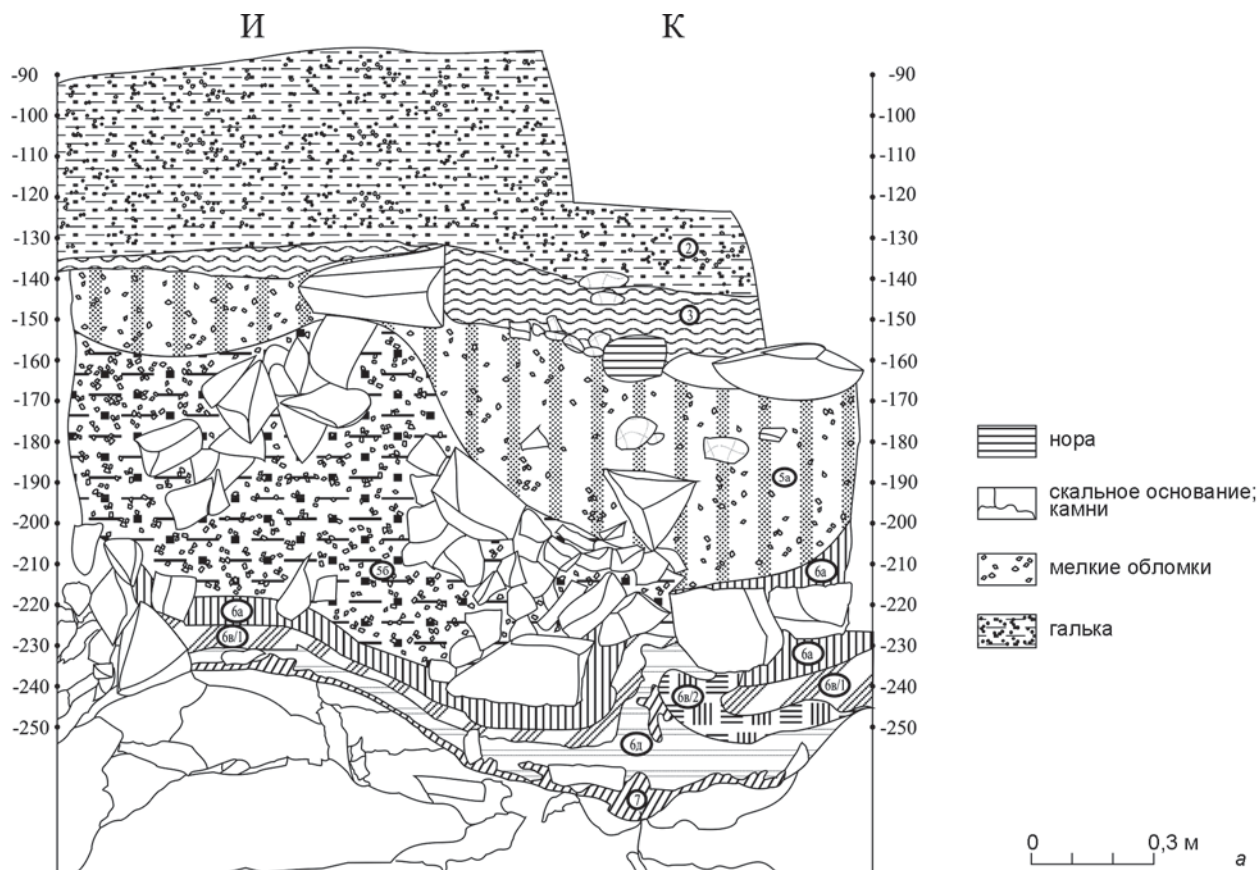 И К
-90 -90
-100 -100
-110 -110
-120 -120
-130 2 -130
-140 -140
-150 3 -150
-160 -160
-170 -170
-180 -180
-190 5а -190
-200 -200
-210 5б 6а -210
-220 6а -220
-230 6в/1 6а -230
-240 6в/2 6в/1 -240
-250 6д -250
7
нора
скальное основание;
камни
мелкие обломки
галька
0 0,3 м
а